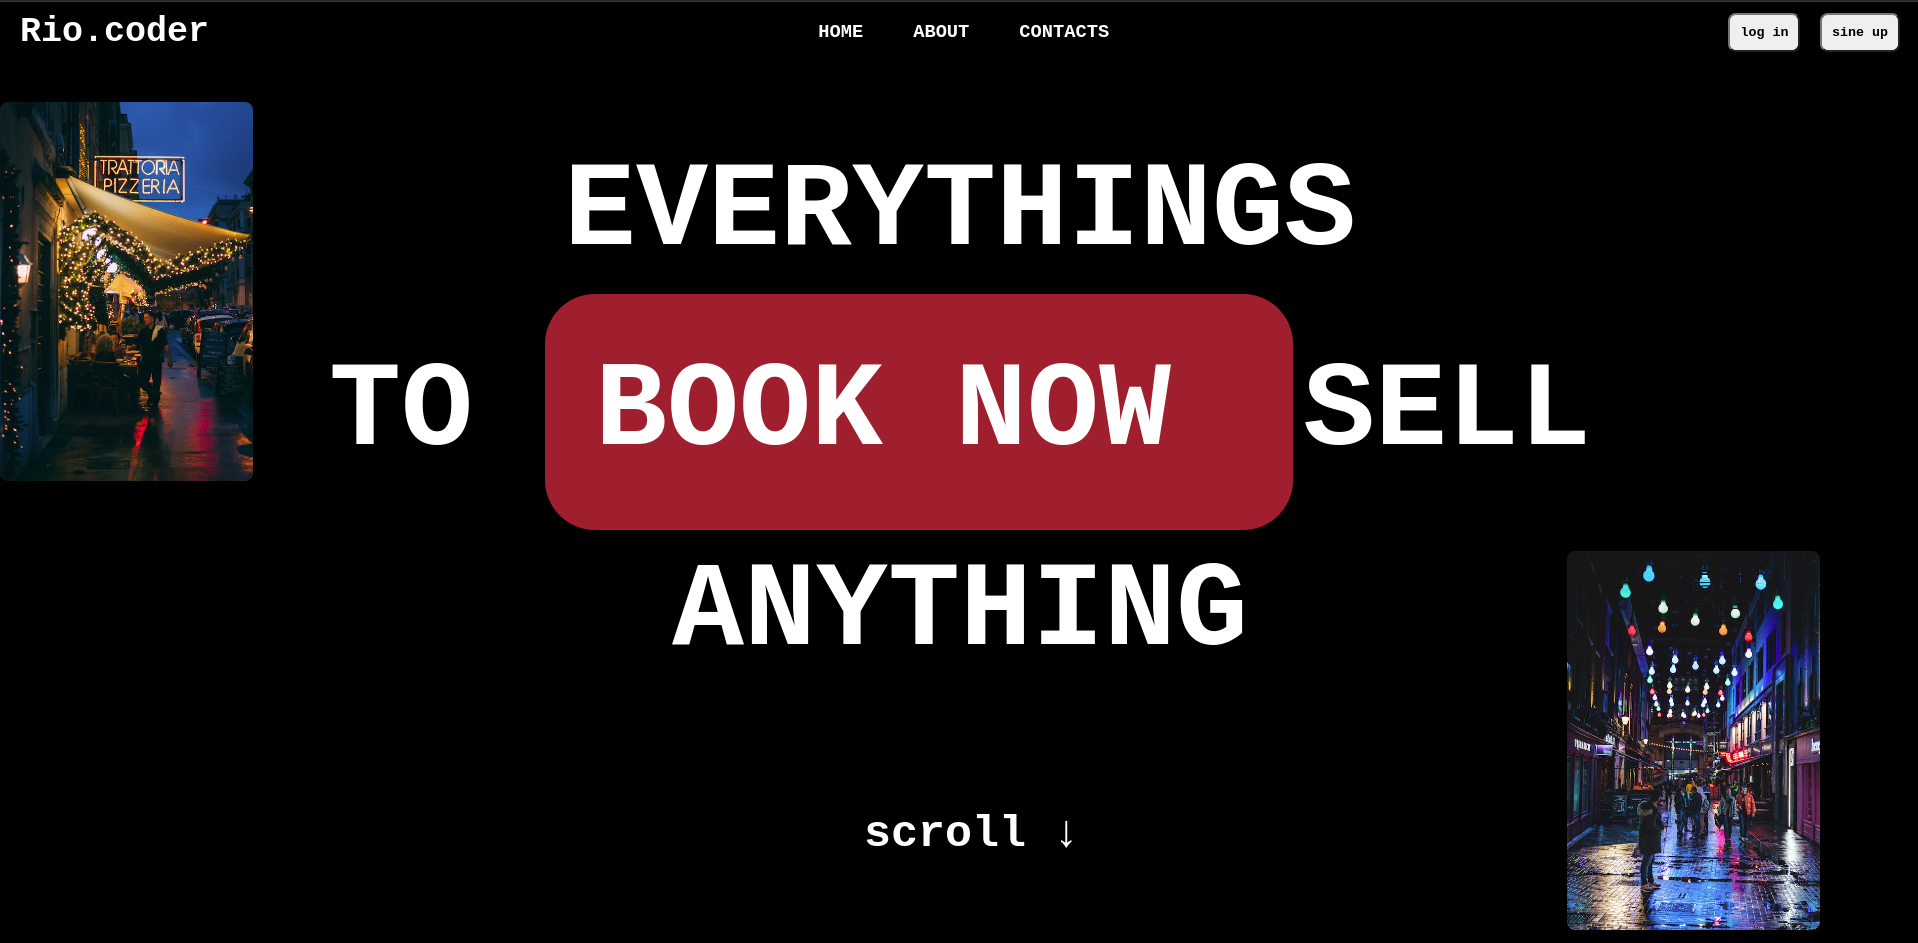 Rio.coder
HOME ABOUT CONTACTS
log in sine up
TRATTORIA
PIZZERIA
EVERYTHINGS
TO BOOK NOW SELL
ANYTHING
scroll ↓